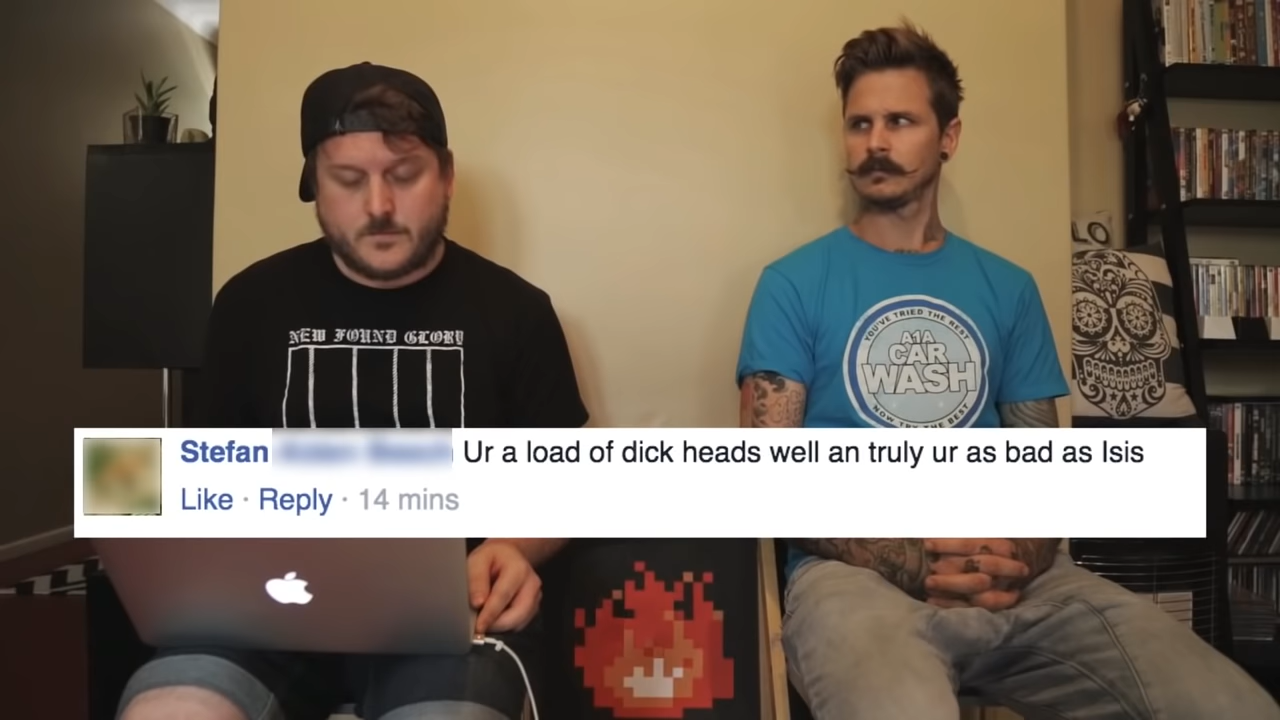 NEW FOUND GLORY
YOU'VE TRIED THE BEST
A1A
CAR
WASH
NOW TRY THE BEST
LO
Stefan Ur a load of dick heads well an truly ur as bad as Isis
Like · Reply · 14 mins